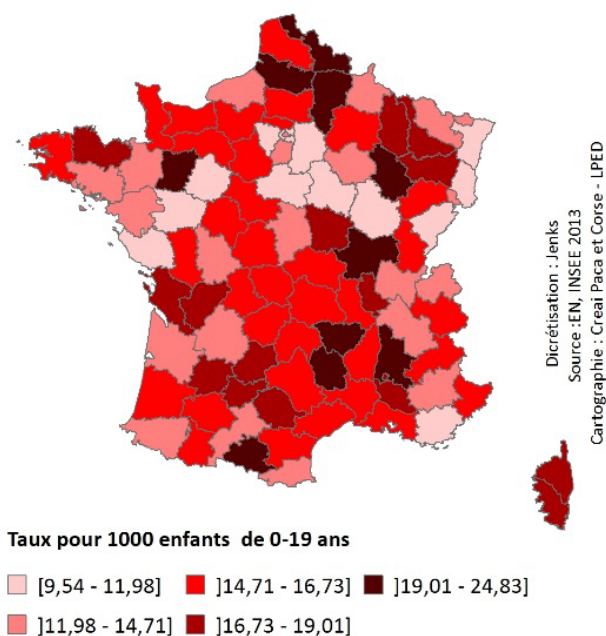 Dicrétisation : Jenks
Source :EN, INSEE 2013
Cartographie : Creai Paca et Corse - LPED
Taux pour 1000 enfants de 0-19 ans
[9,54 - 11,98]
]14,71 - 16,73]
]19,01 - 24,83]
]11,98 - 14,71]
]16,73 - 19,01]